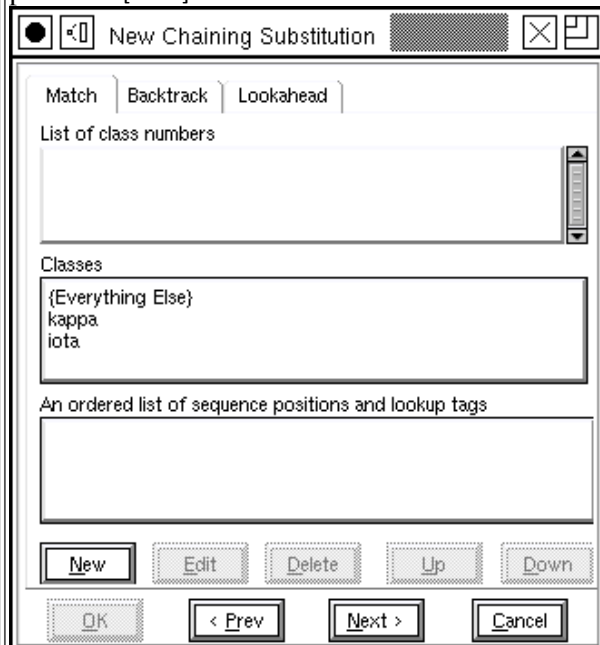 New Chaining Substitution
Match Backtrack Lookahead
List of class numbers
Classes
{Everything Else}
kappa
iota
An ordered list of sequence positions and lookup tags
New Edit Delete Up Down
OK < Prev Next > Cancel